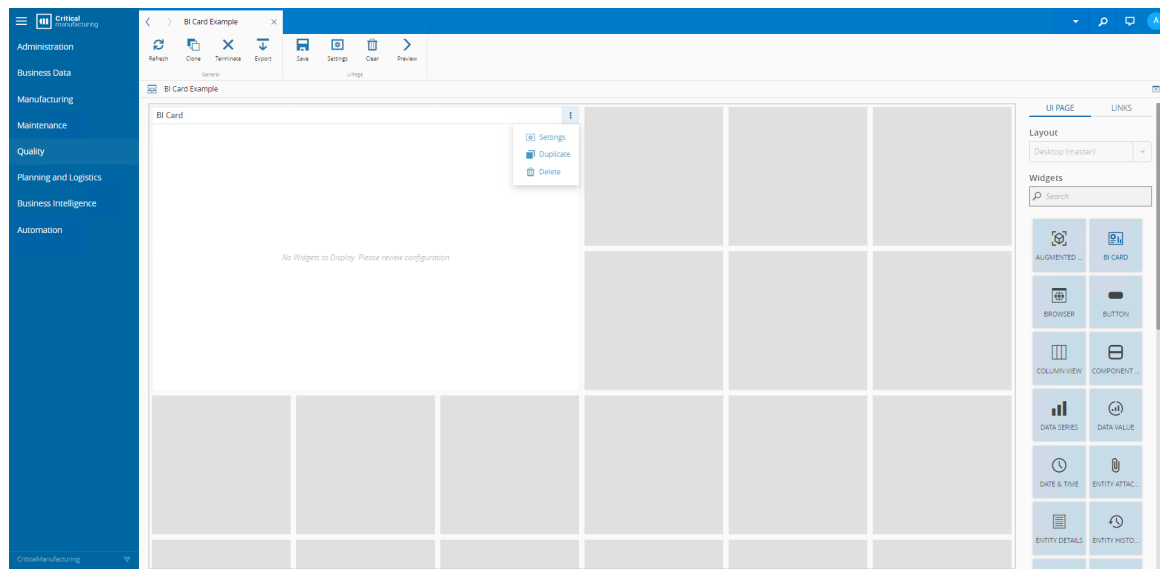 Critical
manufacturing
BI Card Example
A
Administration
Business Data
Manufacturing
Maintenance
Quality
Planning and Logistics
Business Intelligence
Automation
CriticalManufacturing
Refresh Clone Terminate Export Save Settings Clear Preview
General UIPage
BI Card Example
BI Card
Settings
Duplicate
Delete
No Widgets to Display. Please review configuration
UI PAGE LINKS
Layout
Desktop (master)
Widgets
Search
AUGMENTED ... BI CARD
BROWSER BUTTON
COLUMN VIEW COMPONENT ...
DATA SERIES DATA VALUE
DATE & TIME ENTITY ATTAC...
ENTITY DETAILS ENTITY HISTO...